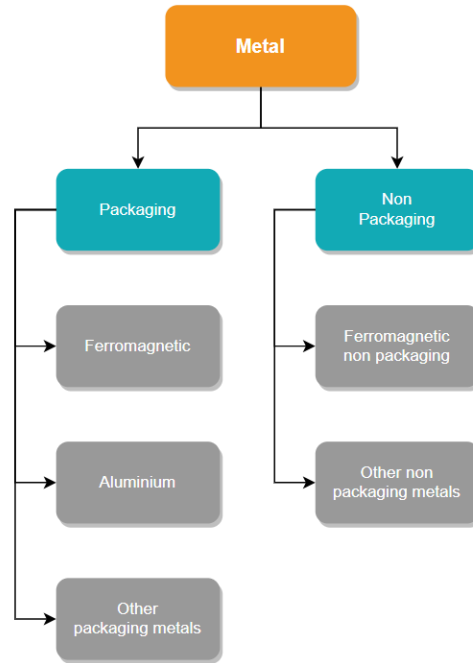 Metal
Packaging
Non
Packaging
Ferromagnetic
Ferromagnetic
non packaging
Aluminium
Other non
packaging metals
Other
packaging metals